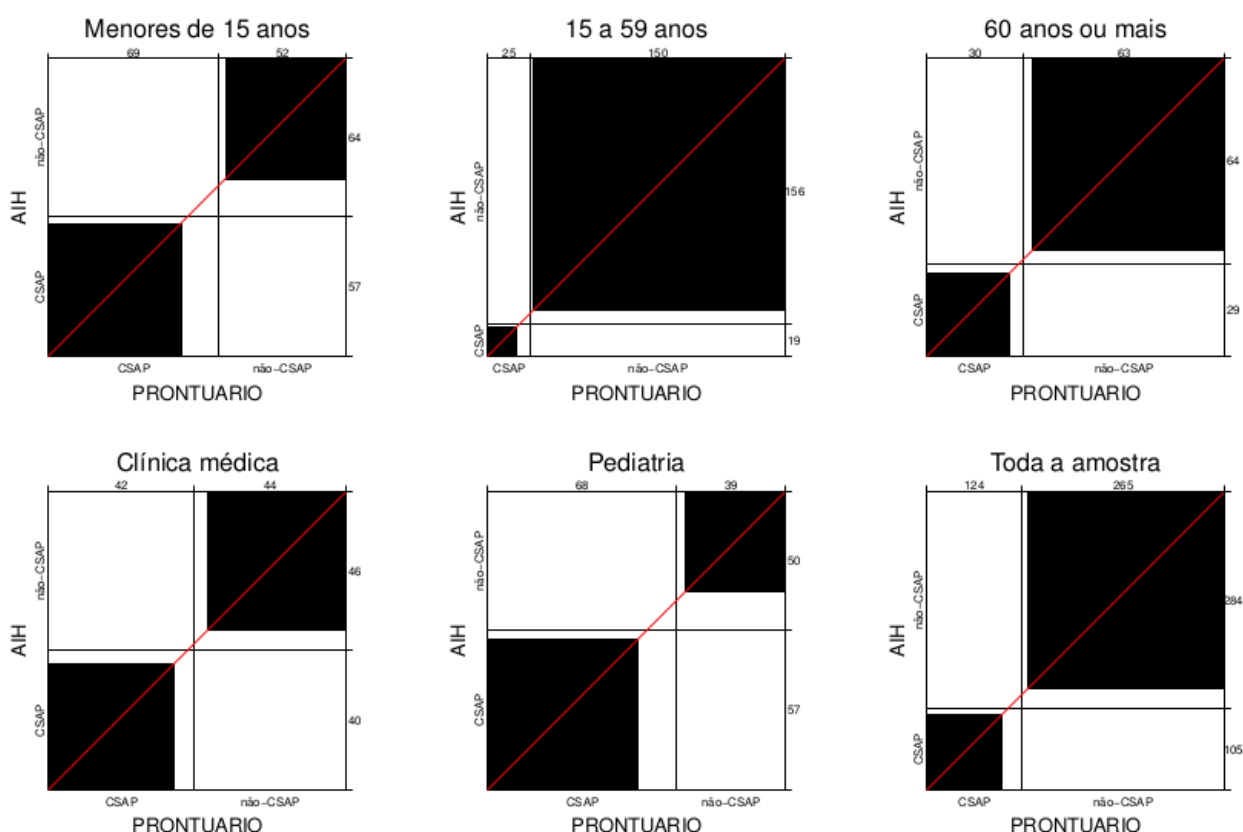 Menores de 15 anos
69 52
não-CSAP
64
AIH
CSAP
57
CSAP não-CSAP
PRONTUARIO
15 a 59 anos
25 150
não-CSAP
156
AIH
CSAP
19
CSAP não-CSAP
PRONTUARIO
60 anos ou mais
30 63
não-CSAP
64
AIH
CSAP
29
CSAP não-CSAP
PRONTUARIO
Clínica médica
42 44
não-CSAP
46
AIH
CSAP
40
CSAP não-CSAP
PRONTUARIO
Pediatria
68 39
não-CSAP
50
AIH
CSAP
57
CSAP não-CSAP
PRONTUARIO
Toda a amostra
124 265
não-CSAP
284
AIH
CSAP
105
CSAP não-CSAP
PRONTUARIO